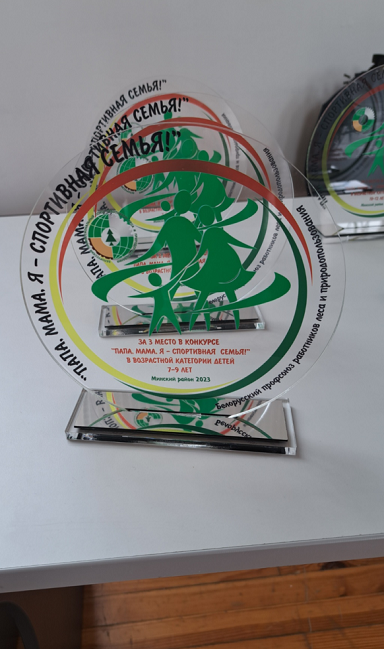 "ПАПА, МАМА, Я - СПОРТИВНАЯ СЕМЬЯ!"
ЗА 3 МЕСТО В КОНКУРСЕ
"ПАПА, МАМА, Я - СПОРТИВНАЯ СЕМЬЯ!"
В ВОЗРАСТНОЙ КАТЕГОРИИ ДЕТЕЙ
7-9 ЛЕТ
Минский район 2023
Белорусский профсоюз работников леса и природопользования
СПОРТИВНАЯ СЕМЬЯ!"